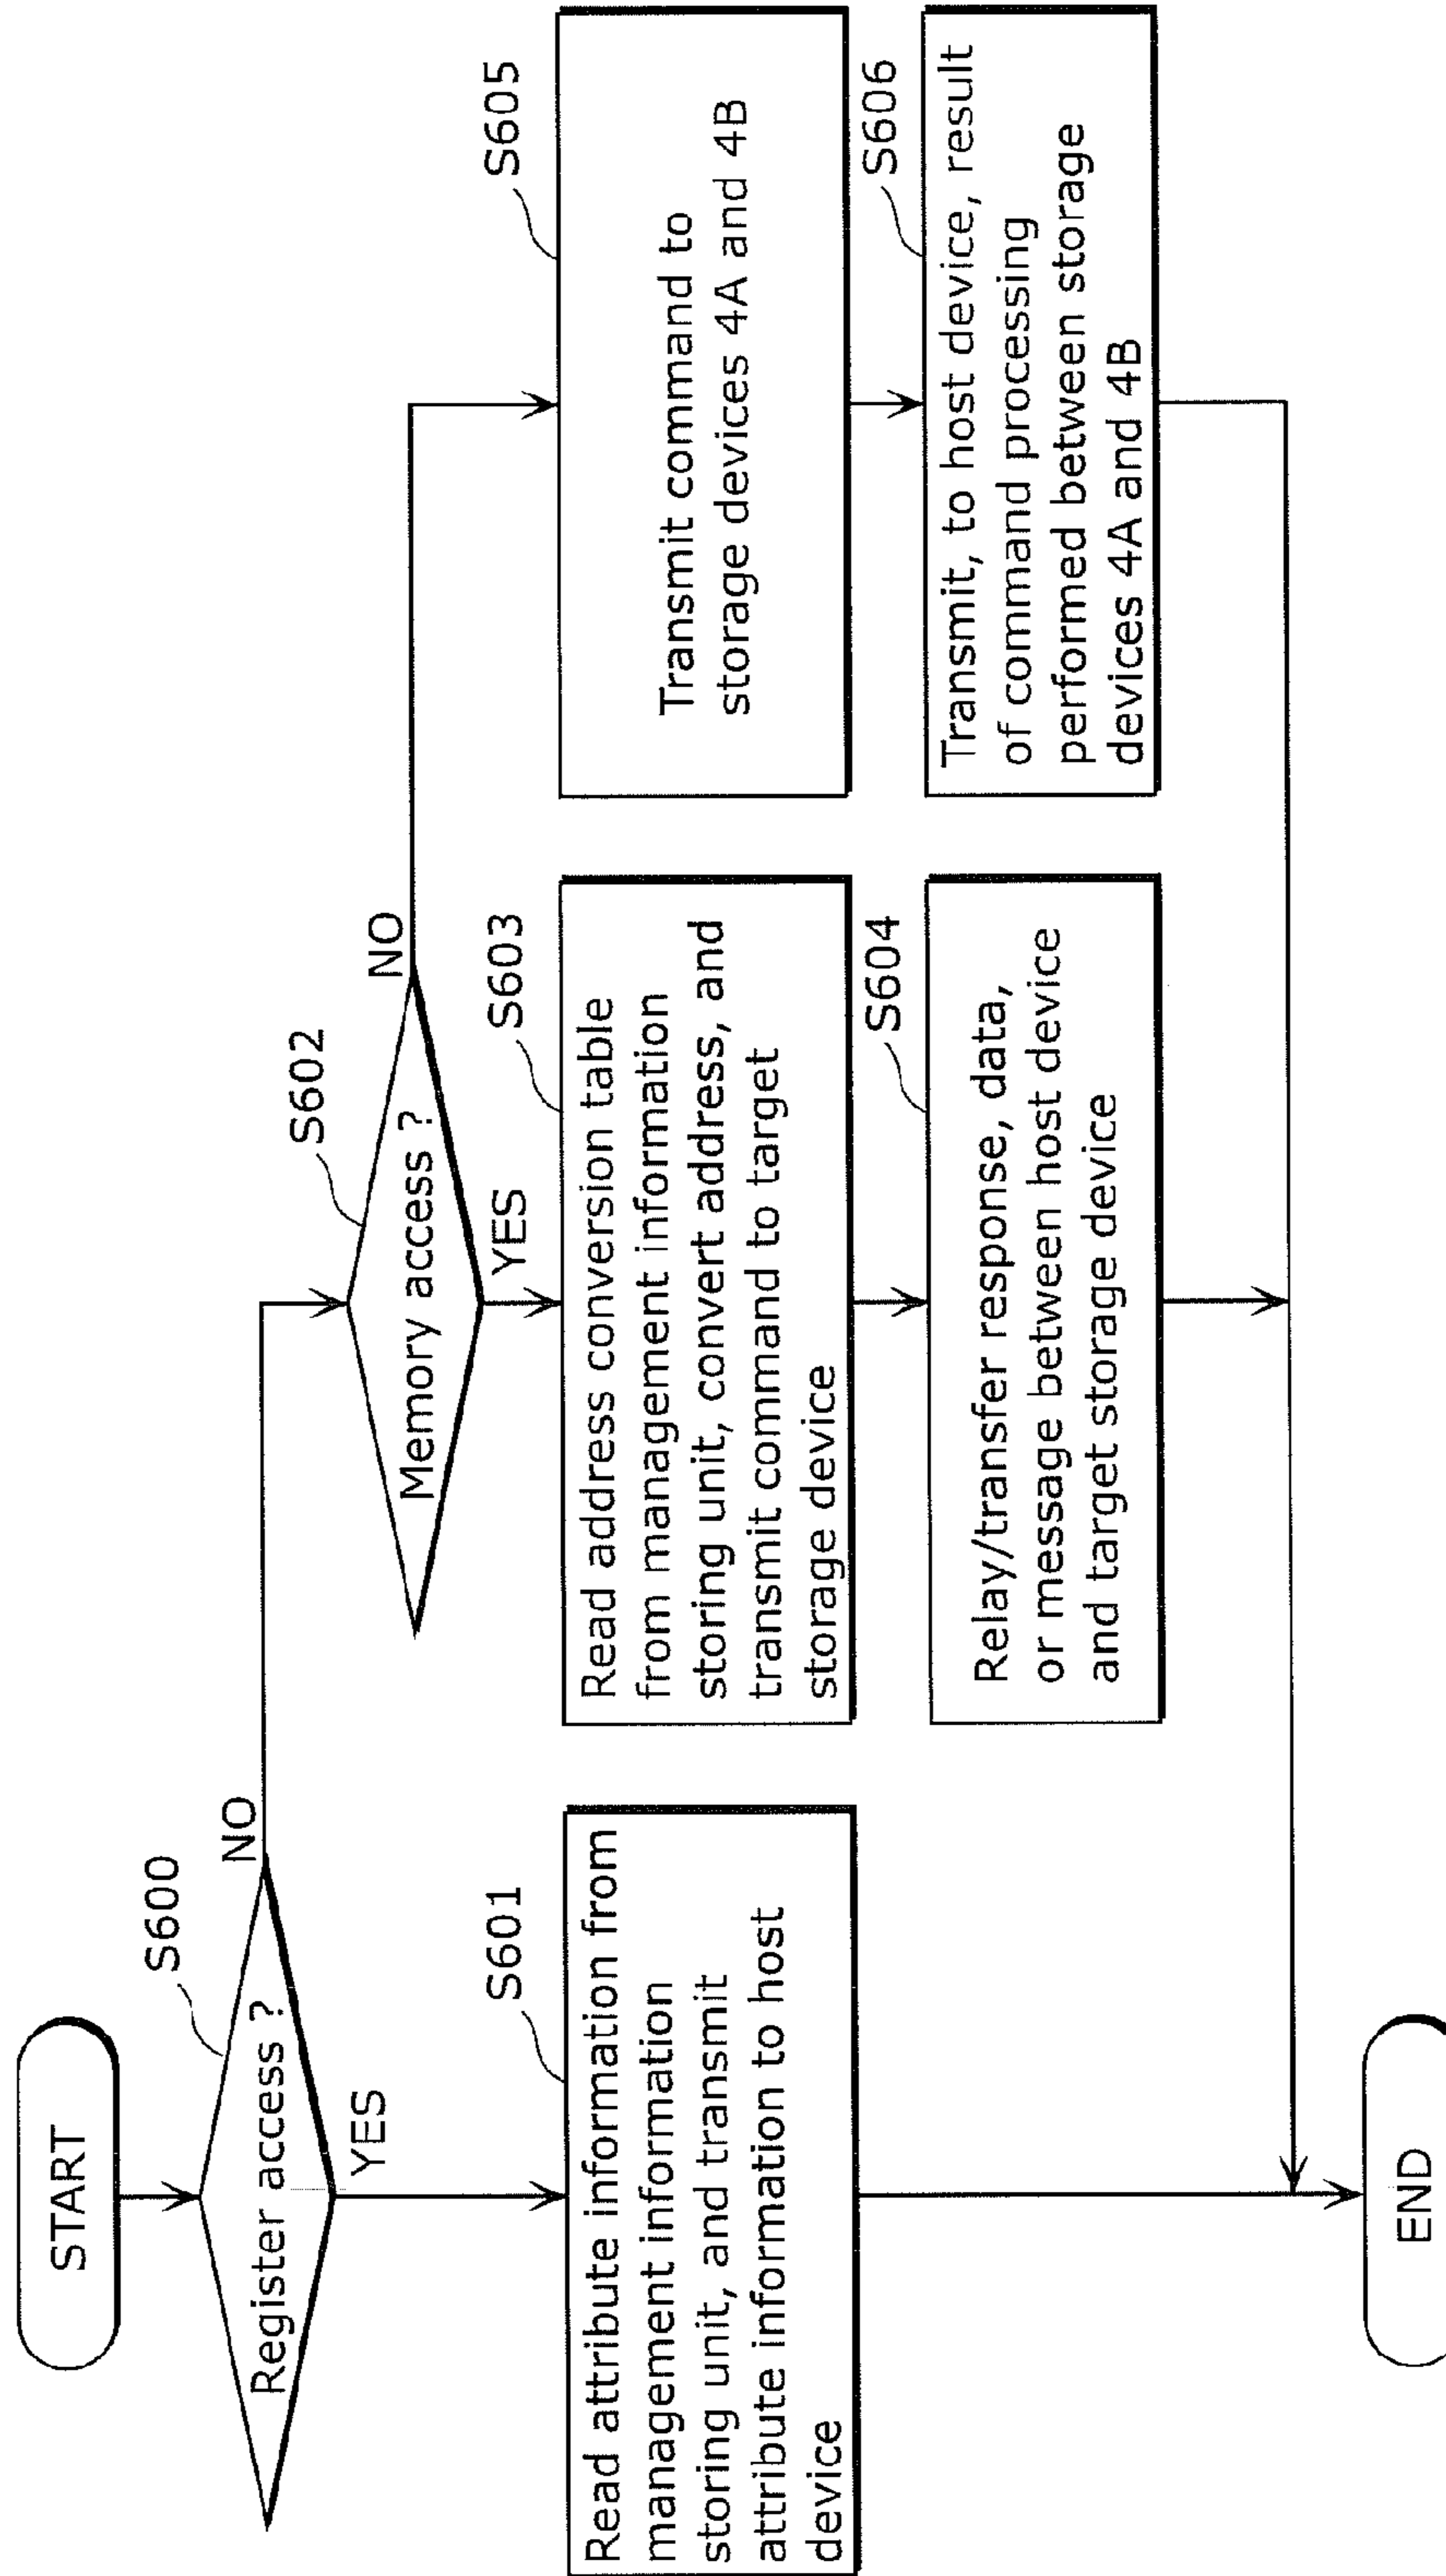 START
S600
Register access ?
NO
YES
S601
Read attribute information from
management information
storing unit, and transmit
attribute information to host
device
S602
Memory access ?
NO
YES
S603
Read address conversion table
from management information
storing unit, convert address, and
transmit command to target
storage device
S604
Relay/transfer response, data,
or message between host device
and target storage device
S605
Transmit command to
storage devices 4A and 4B
S606
Transmit, to host device, result
of command processing
performed between storage
devices 4A and 4B
END